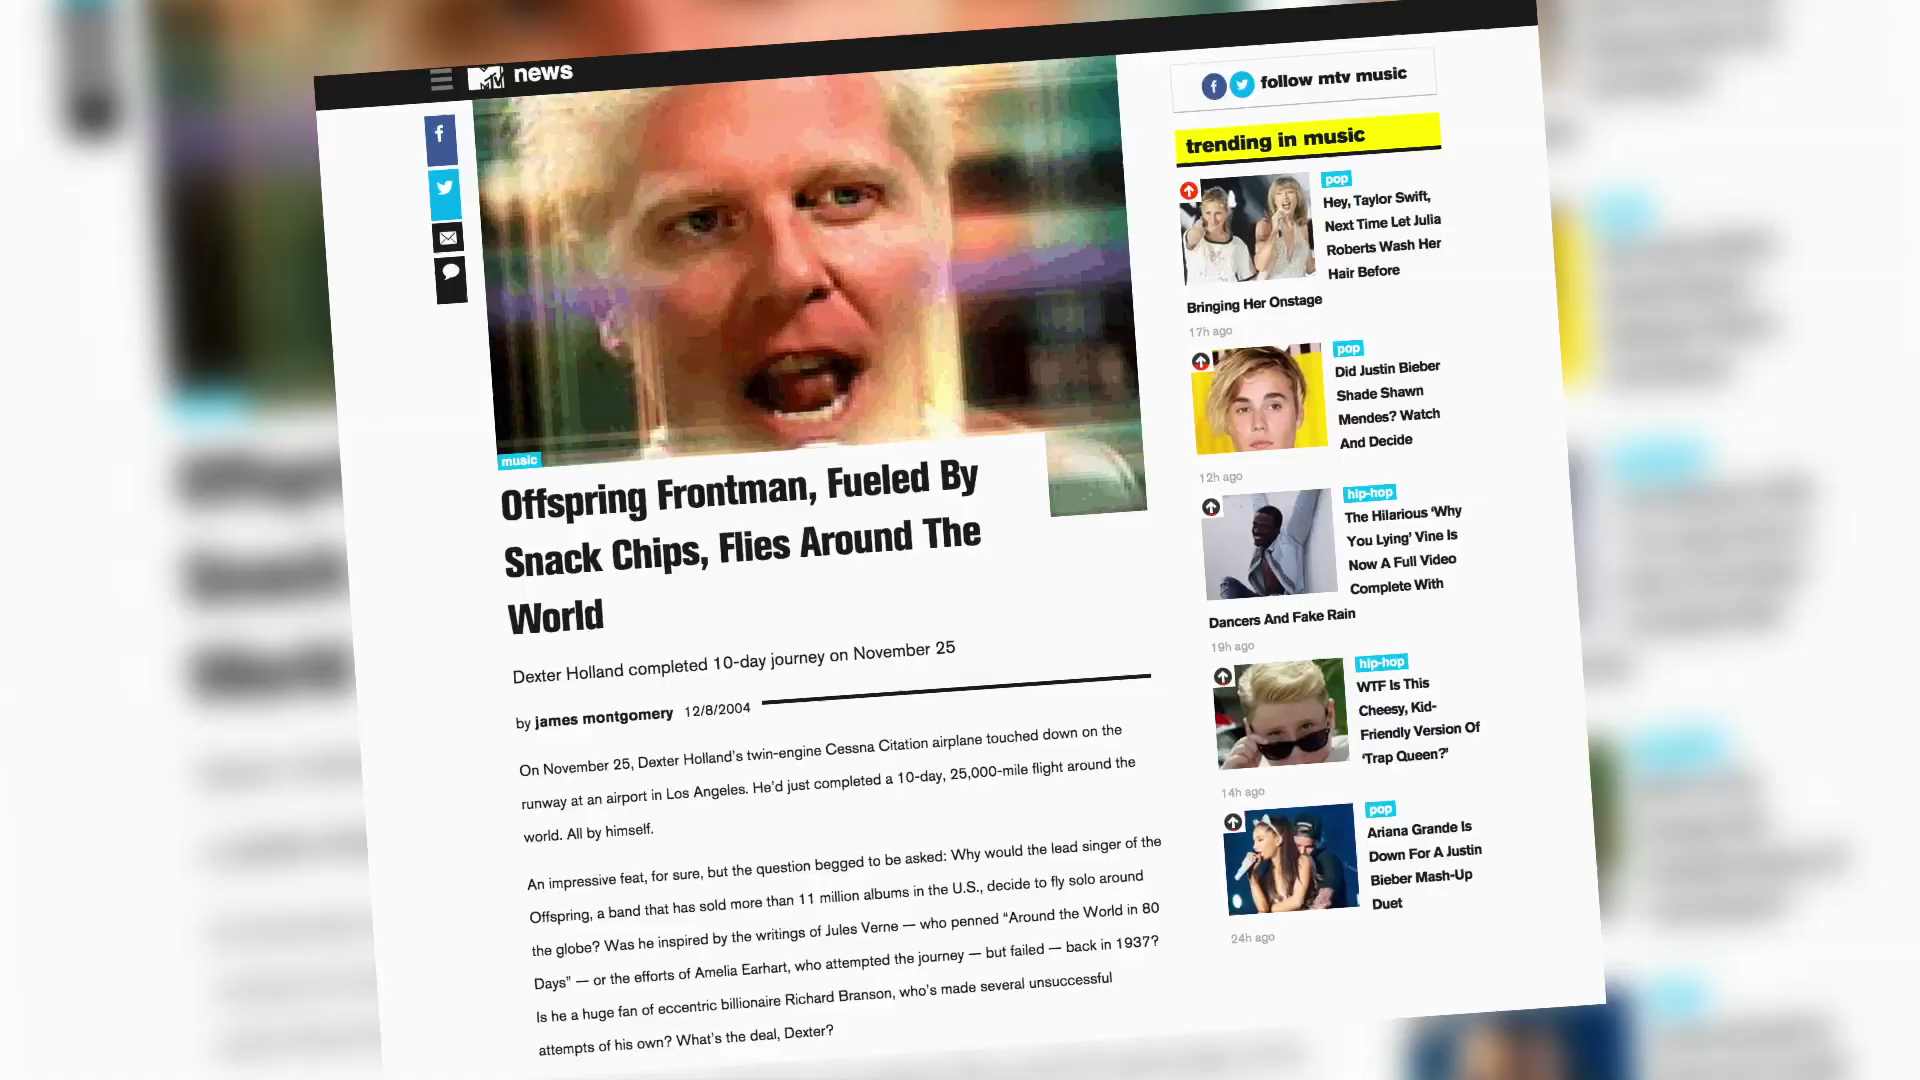 news
music
Offspring Frontman, Fueled By
Snack Chips, Flies Around The
World
Dexter Holland completed 10-day journey on November 25
by james montgomery 12/8/2004
On November 25, Dexter Holland's twin-engine Cessna Citation airplane touched down on the
runway at an airport in Los Angeles. He'd just completed a 10-day, 25,000-mile flight around the
world. All by himself.
An impressive feat, for sure, but the question begged to be asked: Why would the lead singer of the
Offspring, a band that has sold more than 11 million albums in the U.S., decide to fly solo around
the globe? Was he inspired by the writings of Jules Verne — who penned “Around the World in 80
Days” — or the efforts of Amelia Earhart, who attempted the journey — but failed — back in 1937?
Is he a huge fan of eccentric billionaire Richard Branson, who's made several unsuccessful
attempts of his own? What's the deal, Dexter?
follow mtv music
trending in music
pop
Hey, Taylor Swift,
Next Time Let Julia
Roberts Wash Her
Hair Before
Bringing Her Onstage
17h ago
pop
Did Justin Bieber
Shade Shawn
Mendes? Watch
And Decide
12h ago
hip-hop
The Hilarious ‘Why
You Lying’ Vine Is
Now A Full Video
Complete With
Dancers And Fake Rain
19h ago
hip-hop
WTF Is This
Cheesy, Kid-
Friendly Version Of
‘Trap Queen?’
14h ago
pop
Ariana Grande Is
Down For A Justin
Bieber Mash-Up
Duet
24h ago